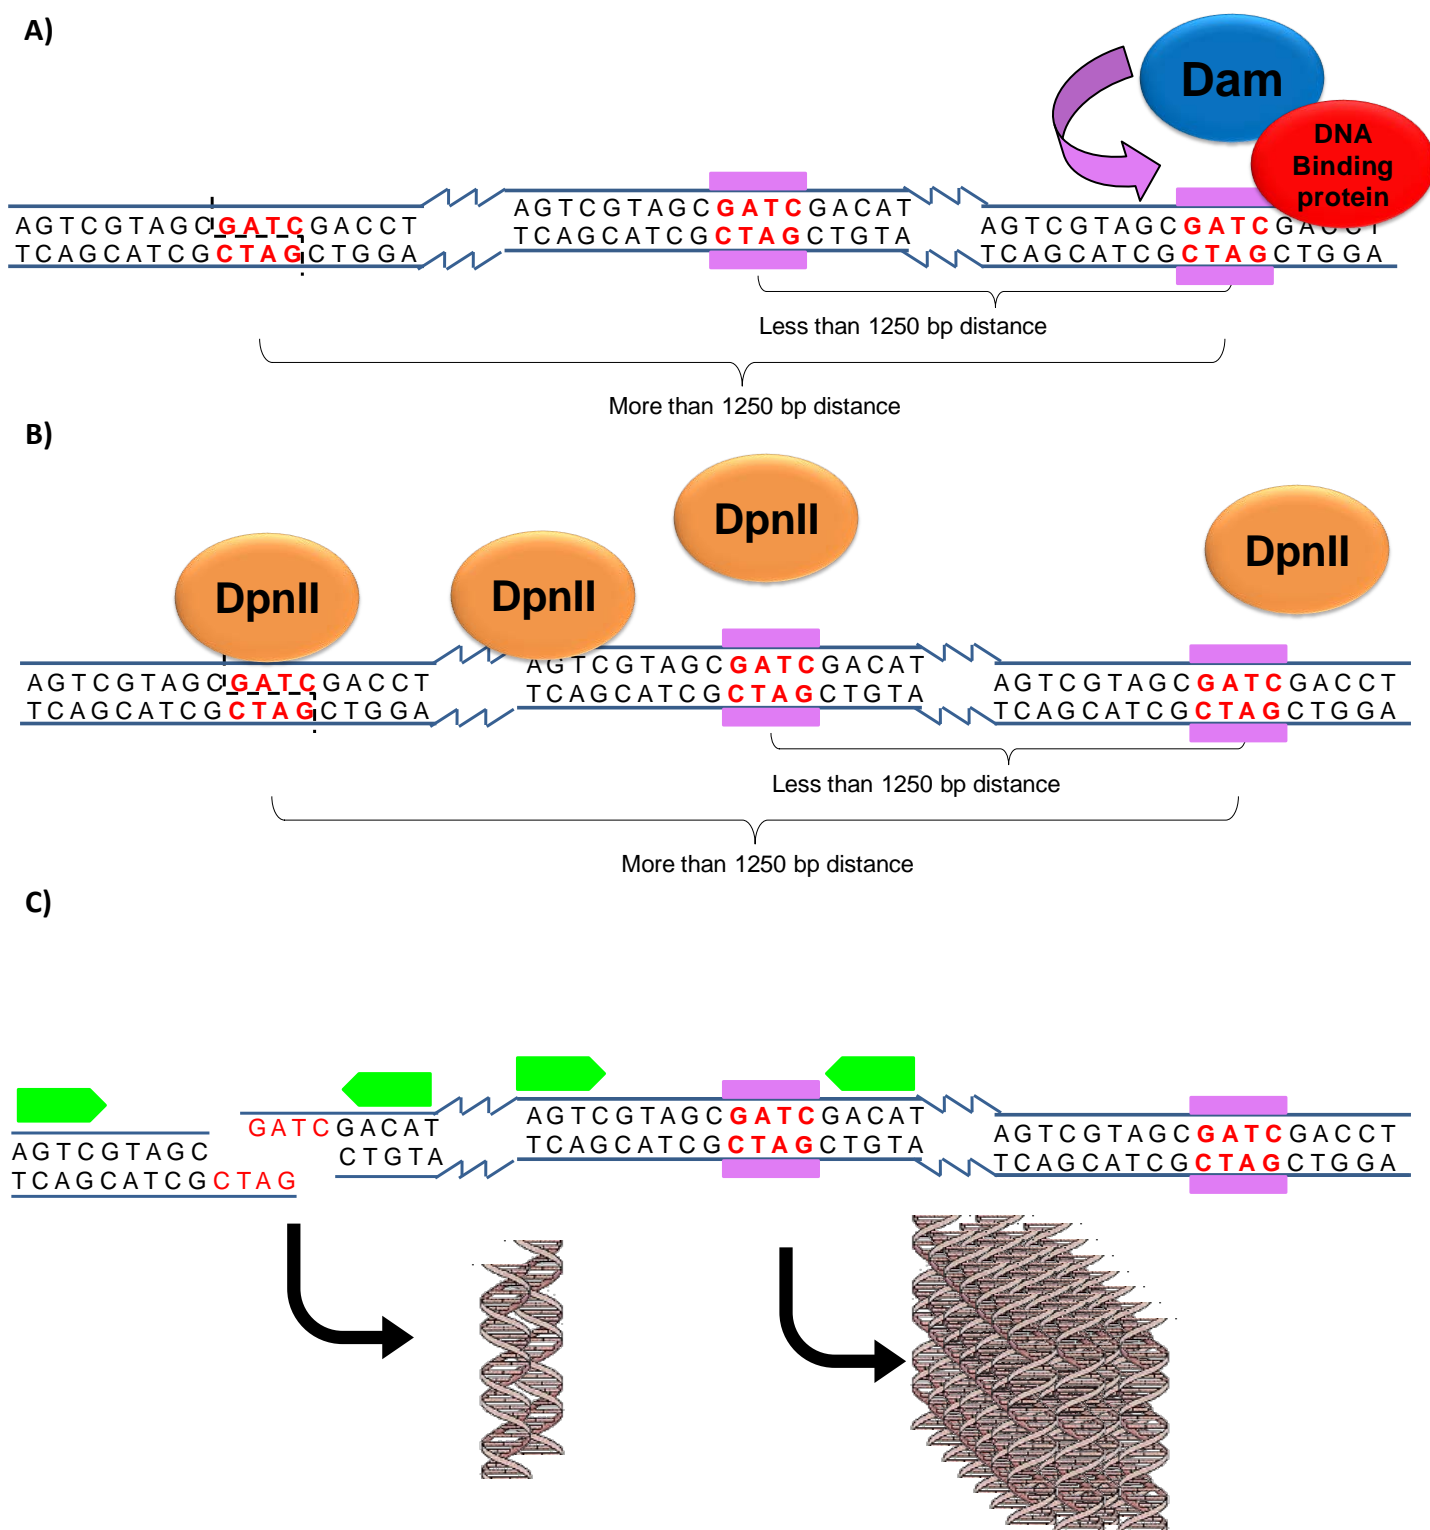 A)
Dam
DNA
Binding
protein
AGTCGTAGCGATCGACCT
TCAGCATCGCTAGCTGGA
AGTCGTAGCGATCGACAT
TCAGCATCGCTAGCTGTA
AGTCGTAGCGATCGACCT
TCAGCATCGCTAGCTGGA
Less than 1250 bp distance
More than 1250 bp distance
B)
DpnII
DpnII
DpnII
DpnII
AGTCGTAGCGATCGACCT
TCAGCATCGCTAGCTGGA
AGTCGTAGCGATCGACAT
TCAGCATCGCTAGCTGTA
AGTCGTAGCGATCGACCT
TCAGCATCGCTAGCTGGA
Less than 1250 bp distance
More than 1250 bp distance
C)
AGTCGTAGC
TCAGCATCGCTAG
GATCGACAT
CTGTA
AGTCGTAGCGATCGACAT
TCAGCATCGCTAGCTGTA
AGTCGTAGCGATCGACCT
TCAGCATCGCTAGCTGGA